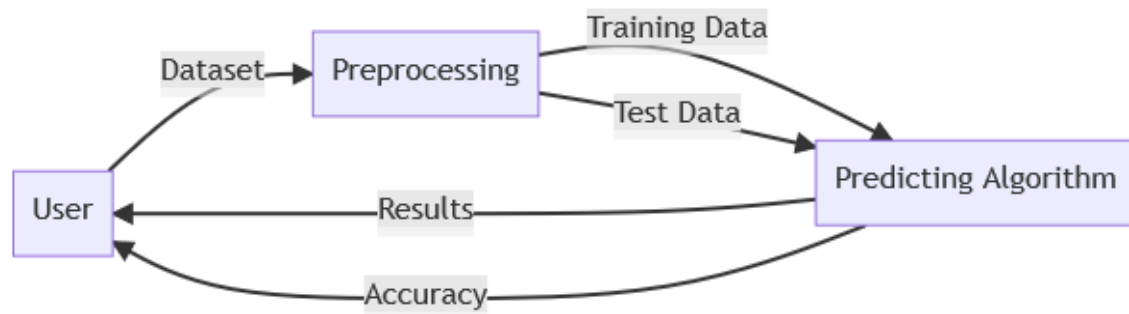 Training Data
Dataset
Preprocessing
Test Data
Predicting Algorithm
User
Results
Accuracy